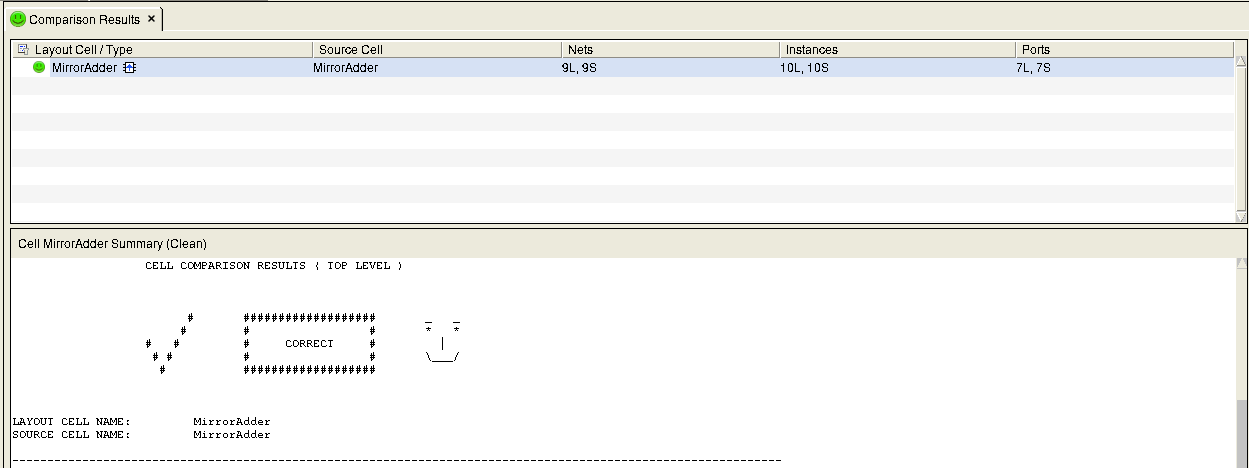 Comparison Results ×
Layout Cell / Type Source Cell Nets Instances Ports
MirrorAdder MirrorAdder 9L, 9S 10L, 10S 7L, 7S
Cell MirrorAdder Summary (Clean)
CELL COMPARISON RESULTS ( TOP LEVEL )
# ################### _ _
# # # * *
# # # CORRECT # |
# # # # \___/
# ###################
LAYOUT CELL NAME: MirrorAdder
SOURCE CELL NAME: MirrorAdder
--------------------------------------------------------------------------------------------------------------